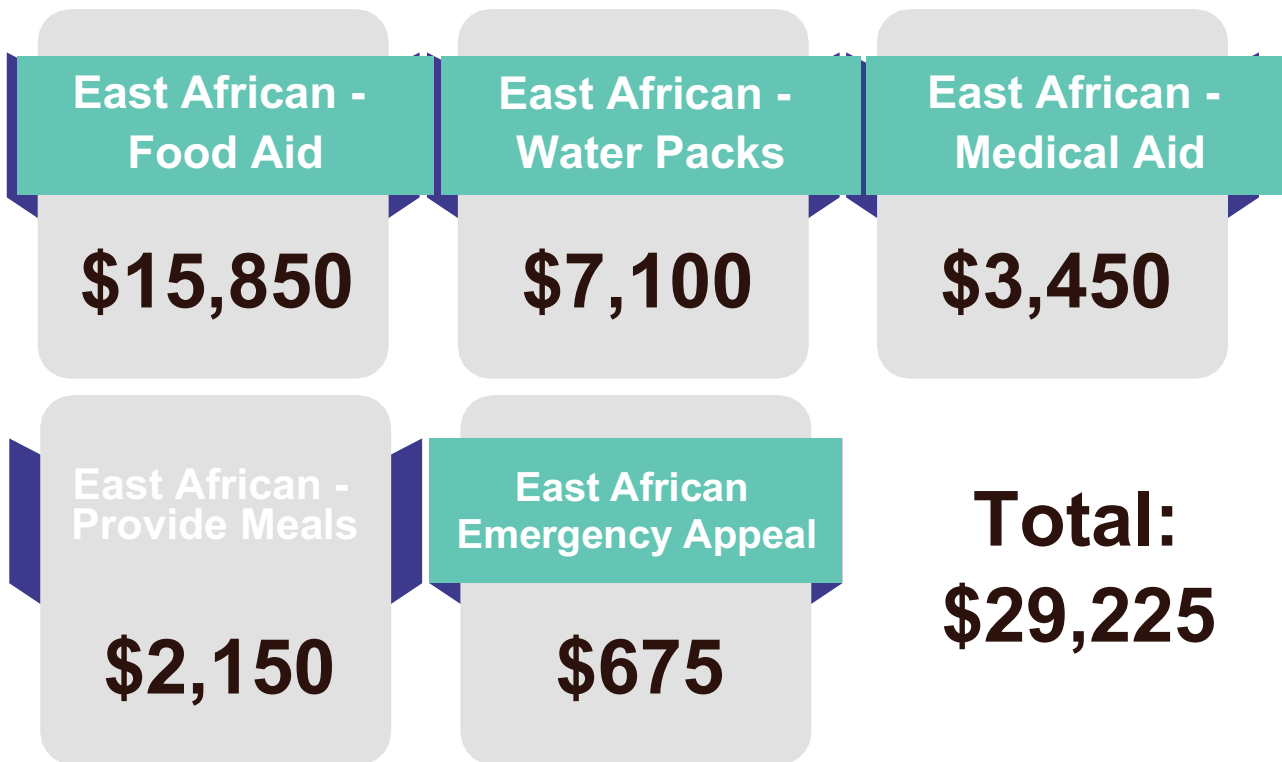 East African -
Food Aid
$15,850
East African -
Water Packs
$7,100
East African -
Medical Aid
$3,450
East African -
Provide Meals
$2,150
East African
Emergency Appeal
$675
Total:
$29,225